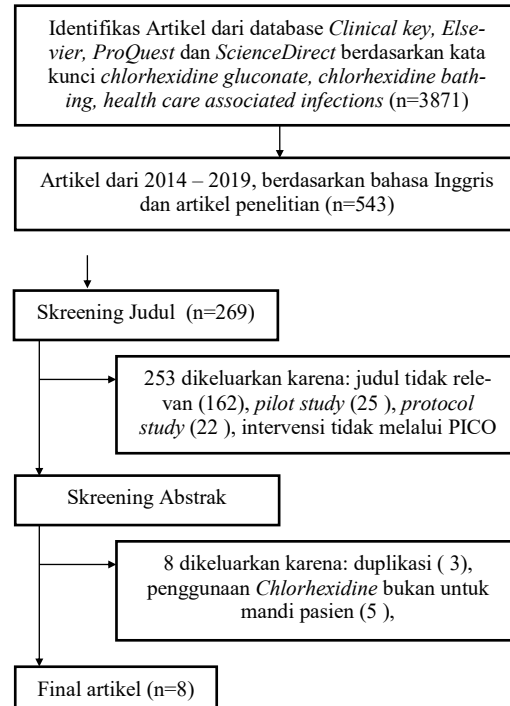 Identifikas Artikel dari database Clinical key, Else-
vier, ProQuest dan ScienceDirect berdasarkan kata
kunci chlorhexidine gluconate, chlorhexidine bath-
ing, health care associated infections (n=3871)
Artikel dari 2014 – 2019, berdasarkan bahasa Inggris
dan artikel penelitian (n=543)
Skreening Judul (n=269)
253 dikeluarkan karena: judul tidak rele-
van (162), pilot study (25 ), protocol
study (22 ), intervensi tidak melalui PICO
Skreening Abstrak
8 dikeluarkan karena: duplikasi ( 3),
penggunaan Chlorhexidine bukan untuk
mandi pasien (5 ),
Final artikel (n=8)